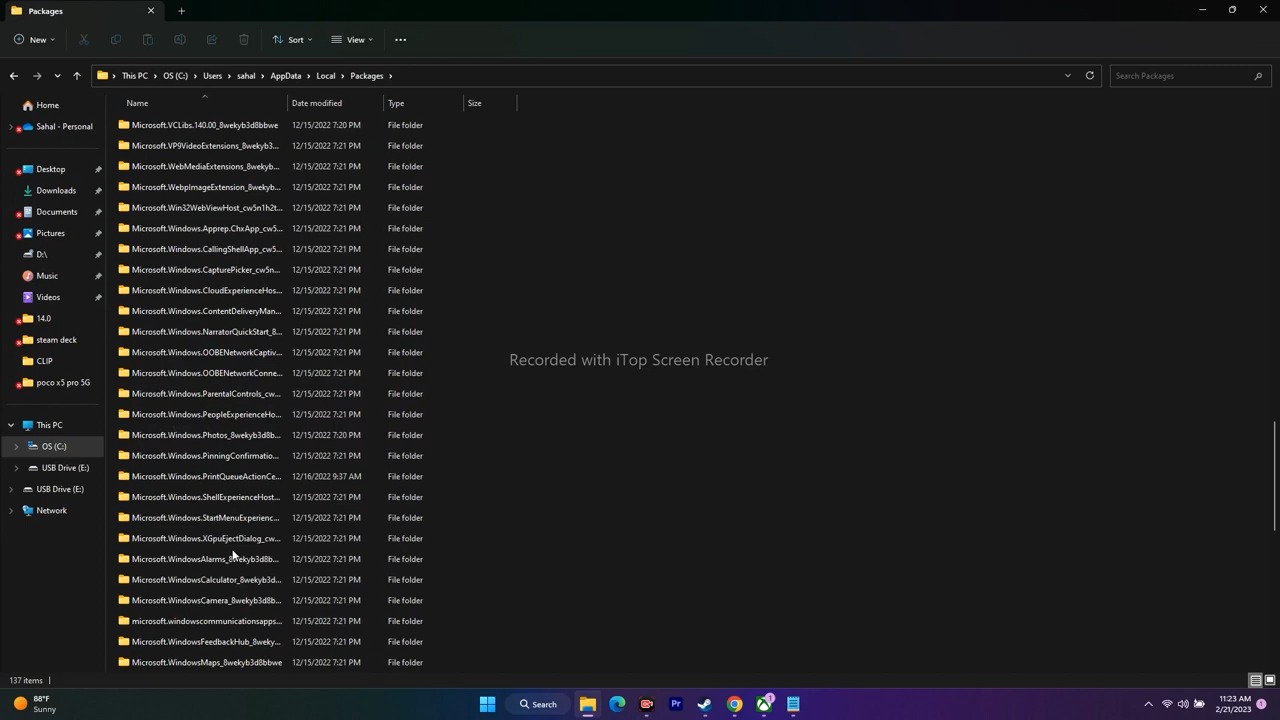 Packages
New
Sort
View
This PC
OS (C:)
Users
sahal
AppData
Local
Packages
Search Packages
Name
Date modified
Type
Size
Home
Sahal - Personal
Desktop
Downloads
Documents
Pictures
D:\
Music
Videos
14.0
steam deck
CLIP
poco x5 pro 5G
This PC
OS (C:)
USB Drive (E:)
USB Drive (E:)
Network
Microsoft.VCLibs.140.00_8wekyb3d8bbwe 12/15/2022 7:20 PM File folder
Microsoft.VP9VideoExtensions_8wekyb3... 12/15/2022 7:21 PM File folder
Microsoft.WebMediaExtensions_8wekyb... 12/15/2022 7:21 PM File folder
Microsoft.WebpImageExtension_8wekyb... 12/15/2022 7:21 PM File folder
Microsoft.Win32WebViewHost_cw5n1h2t... 12/15/2022 7:21 PM File folder
Microsoft.Windows.Apprep.ChxApp_cw5... 12/15/2022 7:21 PM File folder
Microsoft.Windows.CallingShellApp_cw5... 12/15/2022 7:21 PM File folder
Microsoft.Windows.CapturePicker_cw5n... 12/15/2022 7:21 PM File folder
Microsoft.Windows.CloudExperienceHos... 12/15/2022 7:21 PM File folder
Microsoft.Windows.ContentDeliveryMan... 12/15/2022 7:21 PM File folder
Microsoft.Windows.NarratorQuickStart_8... 12/15/2022 7:21 PM File folder
Microsoft.Windows.OOBENetworkCaptiv... 12/15/2022 7:21 PM File folder
Microsoft.Windows.OOBENetworkConne... 12/15/2022 7:21 PM File folder
Microsoft.Windows.ParentalControls_cw... 12/15/2022 7:21 PM File folder
Microsoft.Windows.PeopleExperienceHo... 12/15/2022 7:21 PM File folder
Microsoft.Windows.Photos_8wekyb3d8b... 12/15/2022 7:20 PM File folder
Microsoft.Windows.PinningConfirmatio... 12/15/2022 7:21 PM File folder
Microsoft.Windows.PrintQueueActionCe... 12/16/2022 9:37 AM File folder
Microsoft.Windows.ShellExperienceHost... 12/15/2022 7:21 PM File folder
Microsoft.Windows.StartMenuExperienc... 12/15/2022 7:21 PM File folder
Microsoft.Windows.XGpuEjectDialog_cw... 12/15/2022 7:21 PM File folder
Microsoft.WindowsAlarms_8wekyb3d8b... 12/15/2022 7:21 PM File folder
Microsoft.WindowsCalculator_8wekyb3d... 12/15/2022 7:21 PM File folder
Microsoft.WindowsCamera_8wekyb3d8b... 12/15/2022 7:21 PM File folder
microsoft.windowscommunicationsapps... 12/15/2022 7:21 PM File folder
Microsoft.WindowsFeedbackHub_8weky... 12/15/2022 7:21 PM File folder
Microsoft.WindowsMaps_8wekyb3d8bbwe 12/15/2022 7:21 PM File folder
Recorded with iTop Screen Recorder
137 items
88°F
Sunny
Search
Pr
1
11:23 AM
2/21/2023
1